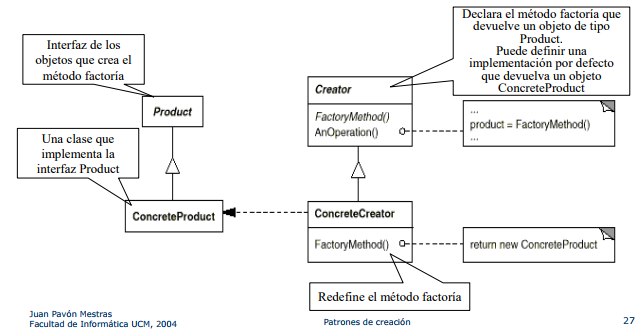 Declara el método factoría que
devuelve un objeto de tipo
Product.
Puede definir una
implementación por defecto
que devuelva un objeto
ConcreteProduct
Interfaz de los
objetos que crea el
método factoría
Product
Creator
FactoryMethod()
AnOperation()
...
product = FactoryMethod()
...
Una clase que
implementa la
interfaz Product
ConcreteProduct
ConcreteCreator
FactoryMethod()
return new ConcreteProduct
Redefine el método factoría
Juan Pavón Mestras
Facultad de Informática UCM, 2004
Patrones de creación
27